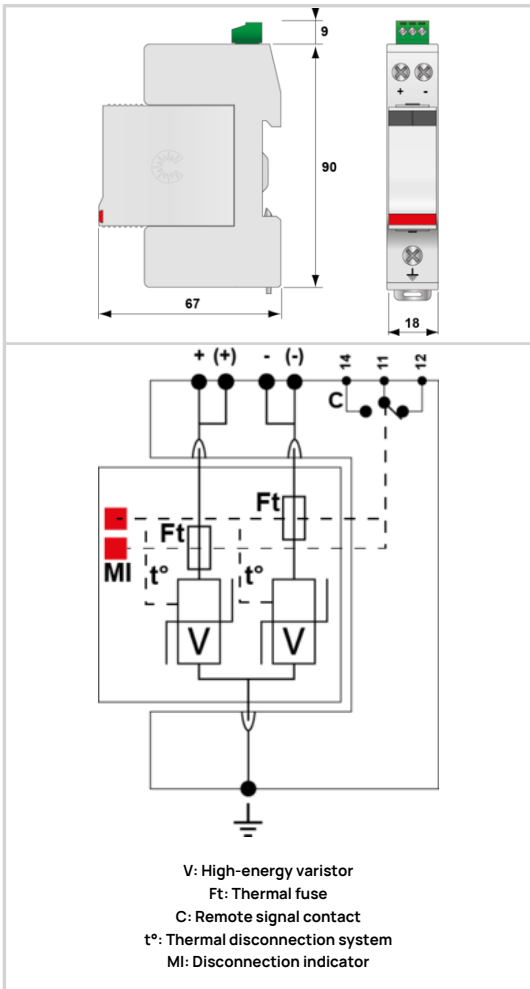 9
+ -
90
67
18
+ (+) - (-)
14 11 12
C
Ft
Ft
MI t° t°
V V
V: High-energy varistor
Ft: Thermal fuse
C: Remote signal contact
t°: Thermal disconnection system
MI: Disconnection indicator